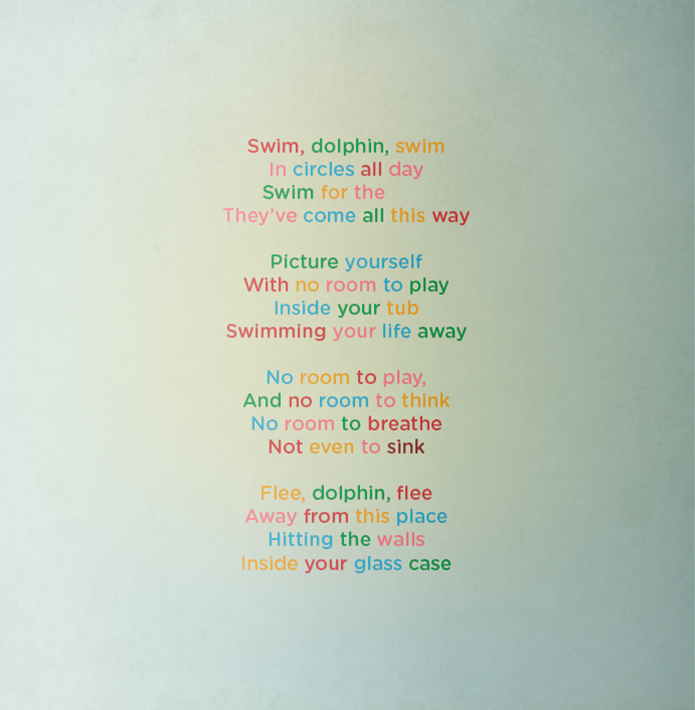 Swim, dolphin, swim
In circles all day
Swim for the
They've come all this way
Picture yourself
With no room to play
Inside your tub
Swimming your life away
No room to play,
And no room to think
No room to breathe
Not even to sink
Flee, dolphin, flee
Away from this place
Hitting the walls
Inside your glass case